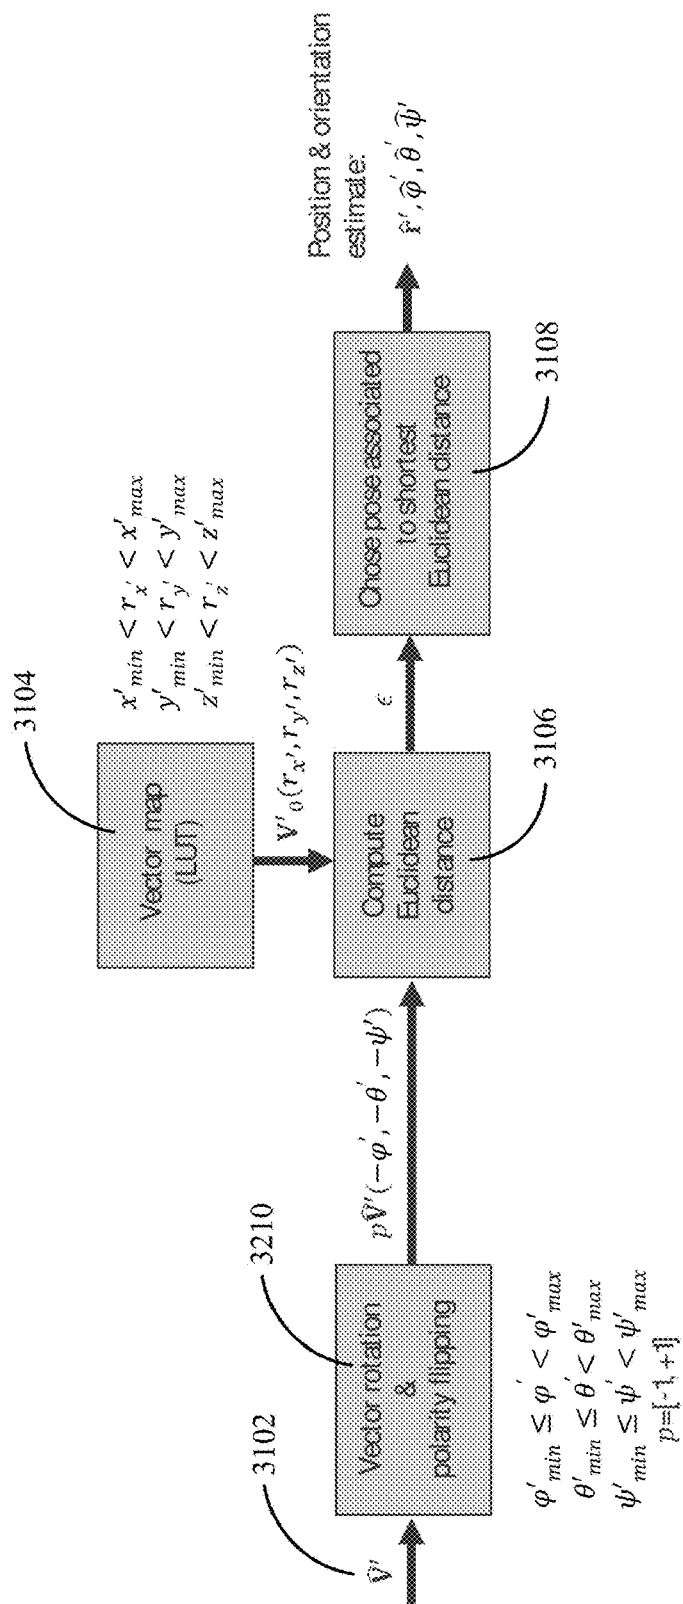 3102
V̂'
3210
Vector rotation
&
polarity flipping
φ'min ≤ φ' < φ'max
θ'min ≤ θ' < θ'max
ψ'min ≤ ψ' < ψ'max
p=[-1, +1]
pV̂'(−φ', −θ', −ψ')
3104
Vector map
(LUT)
x'min < rx' < x'max
y'min < ry' < y'max
z'min < rz' < z'max
V'0(rx', ry', rz')
Compute
Euclidean
distance
3106
ϵ
Chose pose associated
to shortest
Euclidean distance
3108
Position & orientation
estimate:
r̂', φ̂', θ̂', ψ̂'